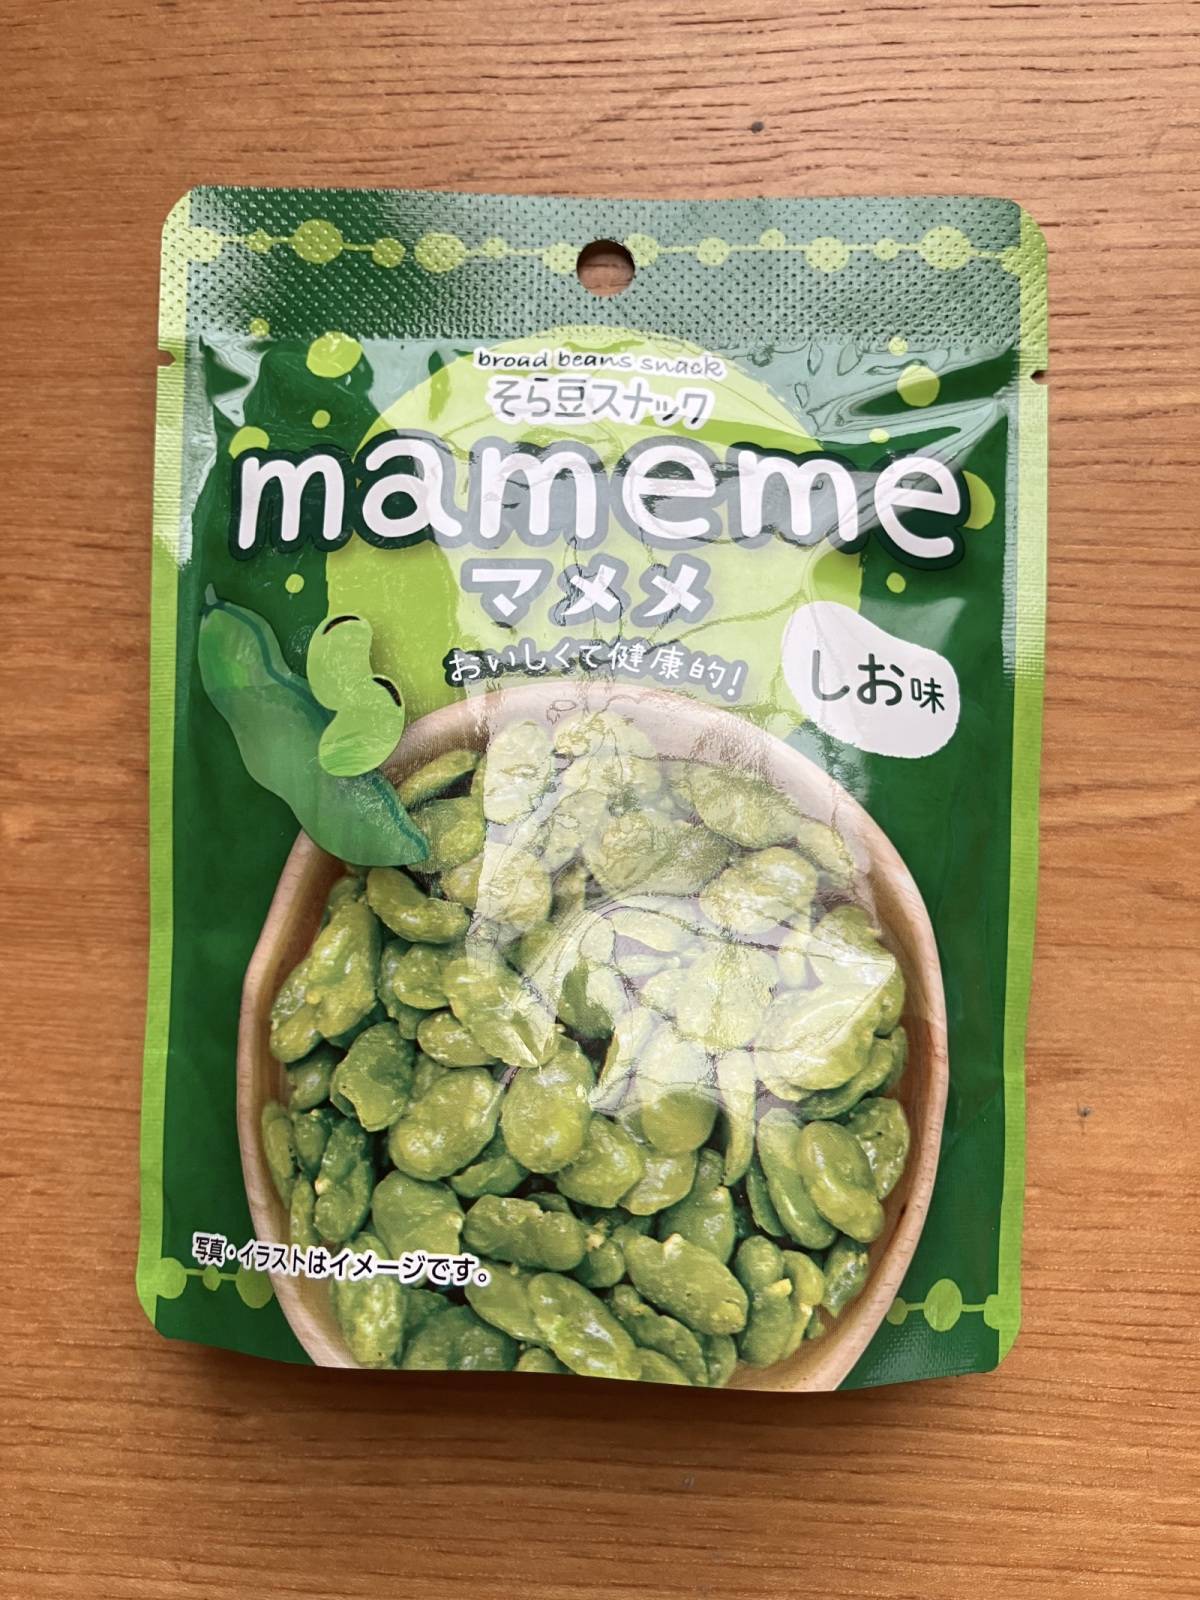 broad beans snack
そら豆スナック
mameme
マメメ
おいしくて健康的!
しお味
写真・イラストはイメージです。